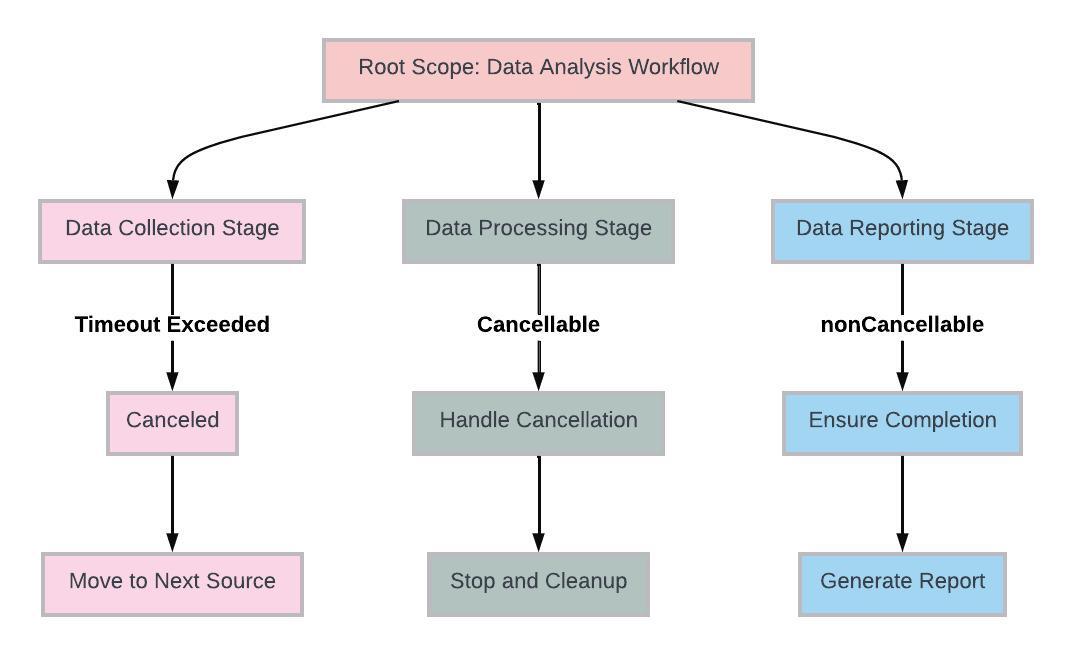 Root Scope: Data Analysis Workflow
Data Collection Stage
Data Processing Stage
Data Reporting Stage
Timeout Exceeded
Cancellable
nonCancellable
Canceled
Handle Cancellation
Ensure Completion
Move to Next Source
Stop and Cleanup
Generate Report